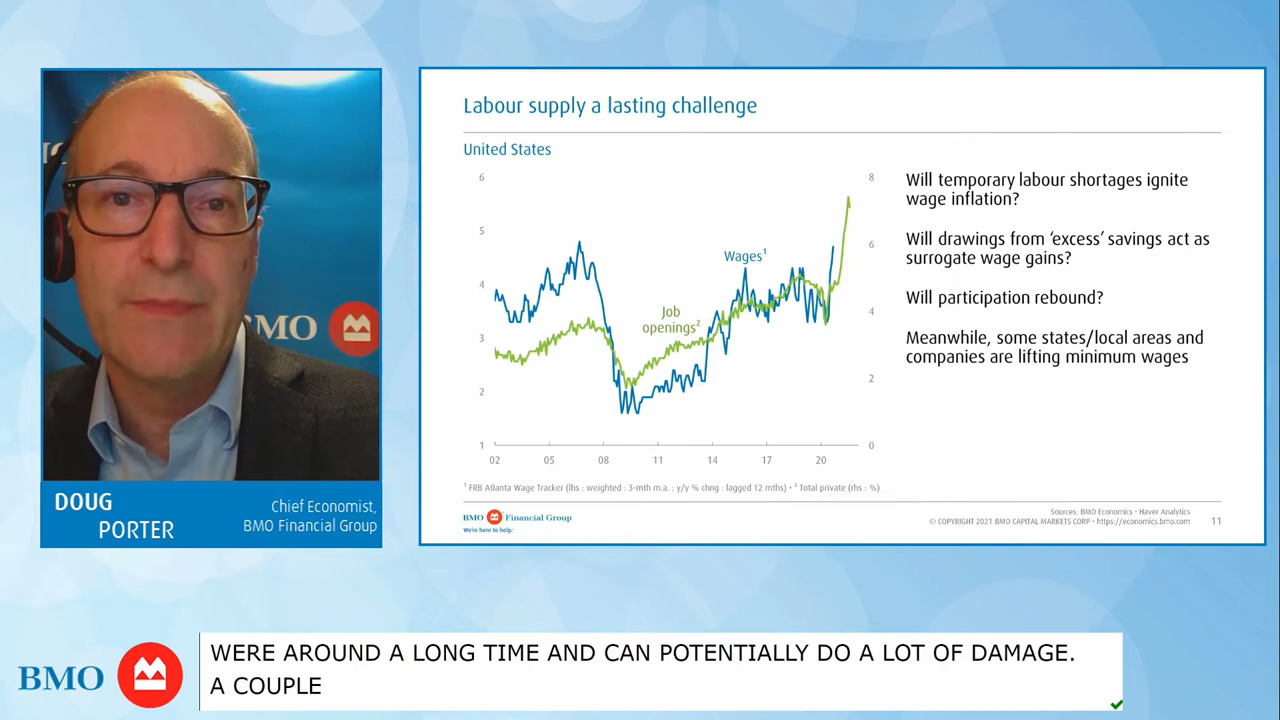 BMO
DOUG
PORTER
Chief Economist,
BMO Financial Group
Labour supply a lasting challenge
United States
6
5
4
3
2
1
8
6
4
2
0
Wages¹
Job
openings²
02 05 08 11 14 17 20
Will temporary labour shortages ignite
wage inflation?
Will drawings from ‘excess’ savings act as
surrogate wage gains?
Will participation rebound?
Meanwhile, some states/local areas and
companies are lifting minimum wages
¹ FRB Atlanta Wage Tracker (lhs : weighted : 3-mth m.a. : y/y % chng : lagged 12 mths) • ² Total private (rhs : %)
BMO Financial Group
We're here to help.
Sources: BMO Economics • Haver Analytics
© COPYRIGHT 2021 BMO CAPITAL MARKETS CORP • https://economics.bmo.com
11
BMO
WERE AROUND A LONG TIME AND CAN POTENTIALLY DO A LOT OF DAMAGE.
A COUPLE